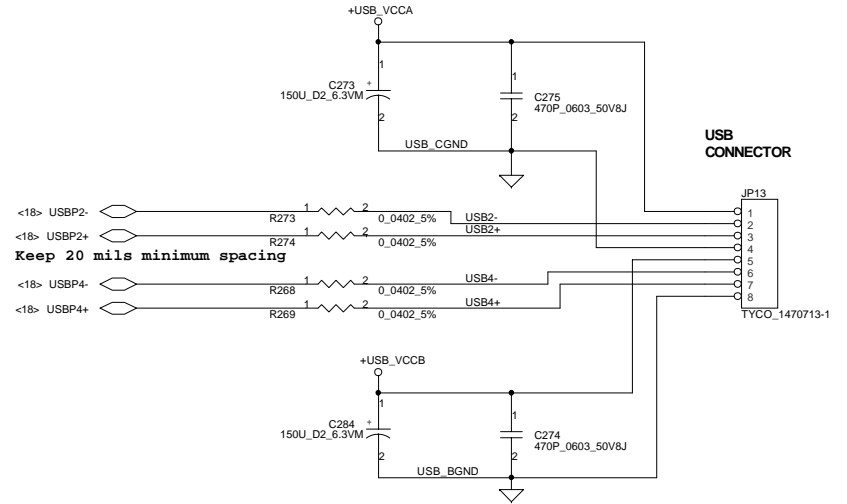 +USB_VCCA
1
C273
+
150U_D2_6.3VM
2
1
C275
470P_0603_50V8J
2
USB_CGND
USB
CONNECTOR
JP13
1
2
3
4
5
6
7
8
TYCO_1470713-1
<18> USBP2-
1
2
R273
0_0402_5%
USB2-
<18> USBP2+
1
2
R274
0_0402_5%
USB2+
Keep 20 mils minimum spacing
<18> USBP4-
1
2
R268
0_0402_5%
USB4-
<18> USBP4+
1
2
R269
0_0402_5%
USB4+
+USB_VCCB
1
C284
+
150U_D2_6.3VM
2
1
C274
470P_0603_50V8J
2
USB_BGND